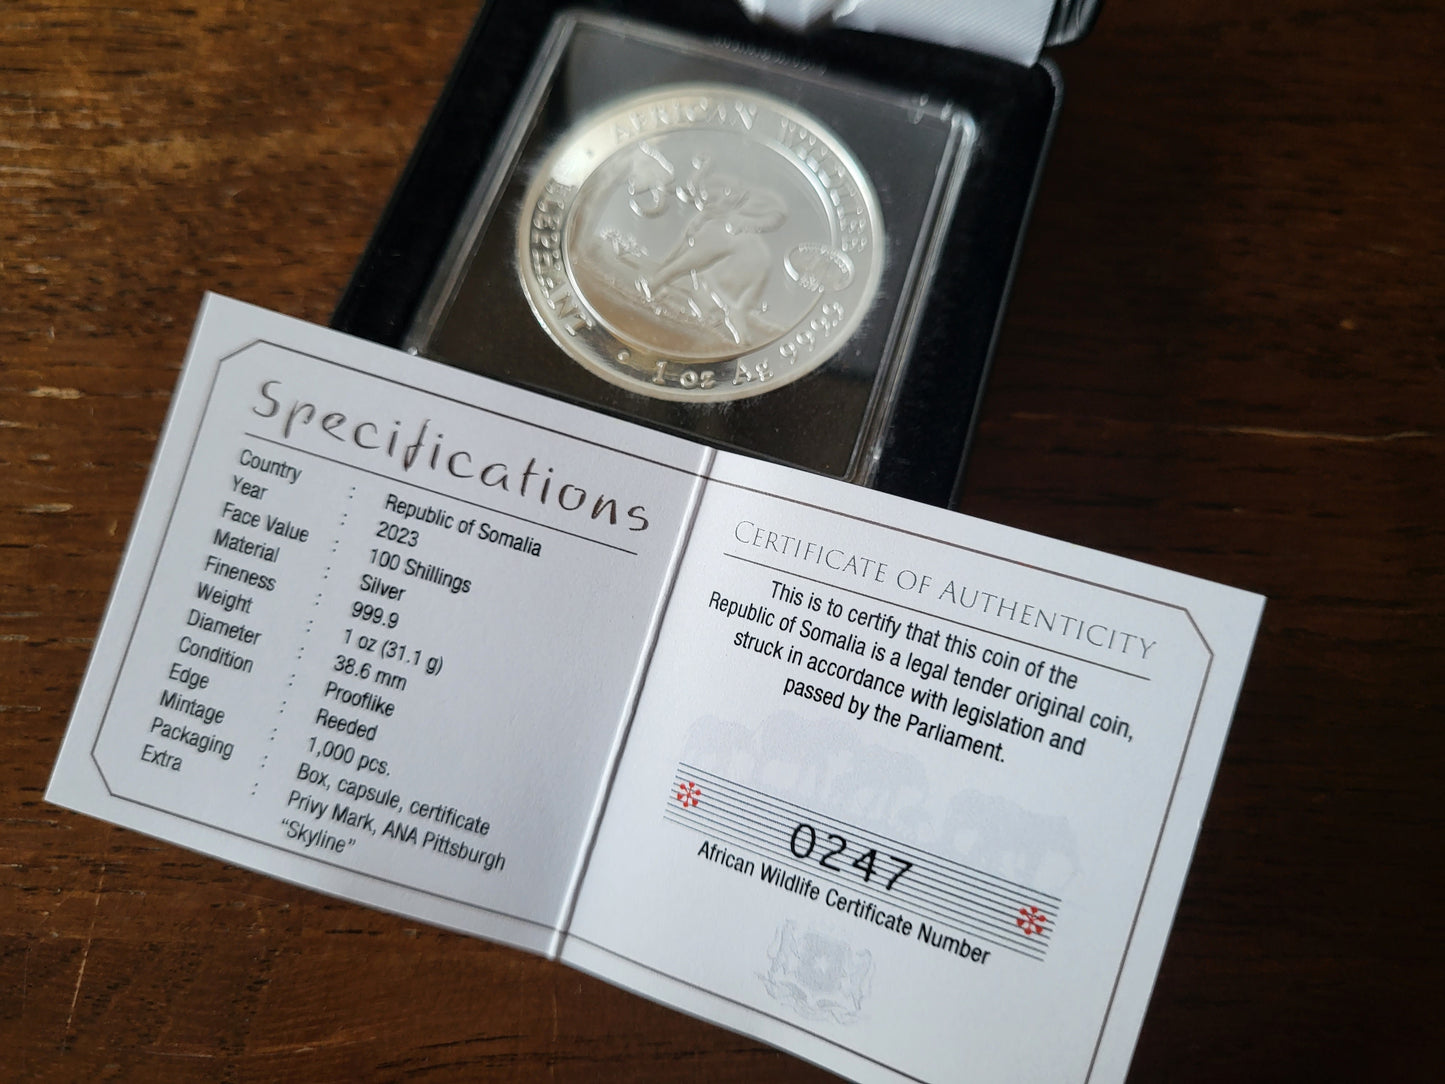 AFRICAN
1 oz Ag 9999
Specifications
Country : Republic of Somalia
Year : 2023
Face Value : 100 Shillings
Material : Silver
Fineness : 999.9
Weight : 1 oz (31.1 g)
Diameter : 38.6 mm
Condition : Prooflike
Edge : Reeded
Mintage : 1,000 pcs.
Packaging : Box, capsule, certificate
Extra : Privy Mark, ANA Pittsburgh
“Skyline”
CERTIFICATE OF AUTHENTICITY
This is to certify that this coin of the
Republic of Somalia is a legal tender original coin,
struck in accordance with legislation and
passed by the Parliament.
0247
African Wildlife Certificate Number